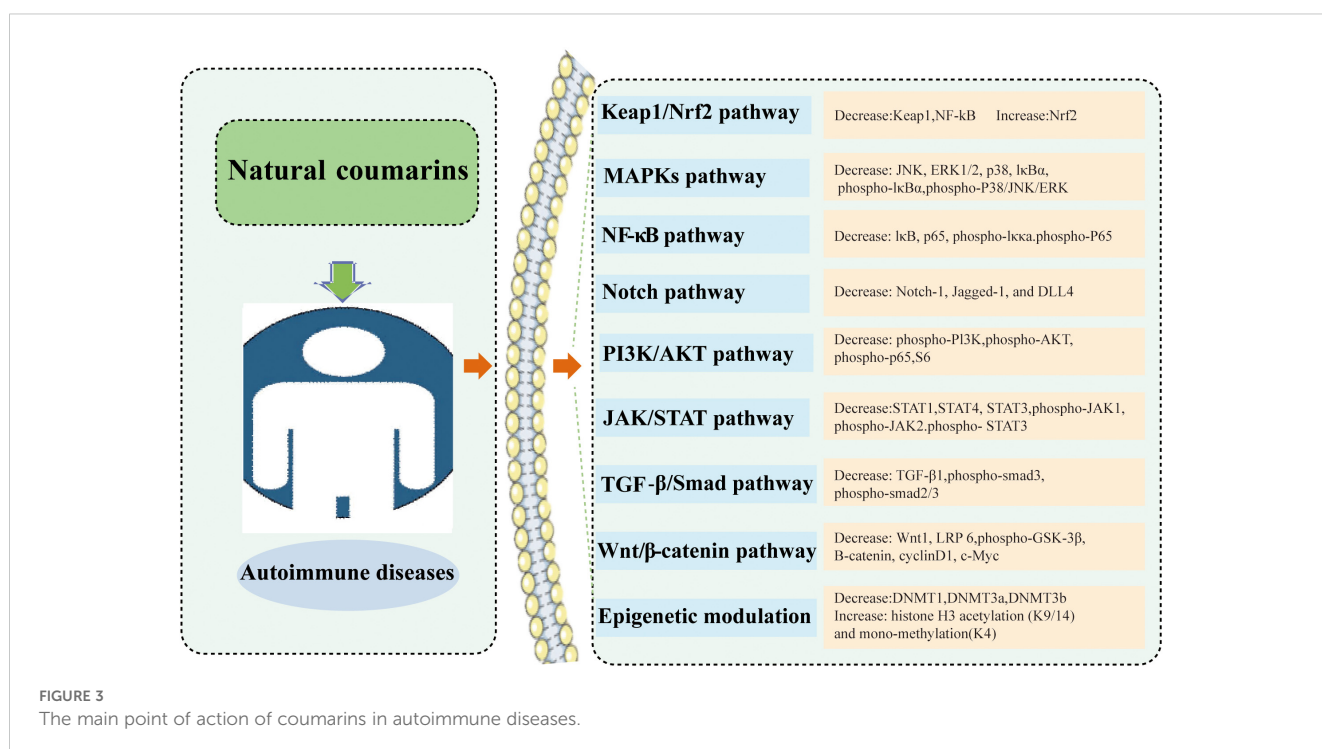 Natural coumarins
Autoimmune diseases
Keap1/Nrf2 pathway
Decrease:Keap1,NF-kB Increase:Nrf2
MAPKs pathway
Decrease: JNK, ERK1/2, p38, lκBα,
phospho-lκBα,phospho-P38/JNK/ERK
NF-κB pathway
Decrease: lκB, p65, phospho-lκκa.phospho-P65
Notch pathway
Decrease: Notch-1, Jagged-1, and DLL4
PI3K/AKT pathway
Decrease: phospho-PI3K,phospho-AKT,
phospho-p65,S6
JAK/STAT pathway
Decrease:STAT1,STAT4, STAT3,phospho-JAK1,
phospho-JAK2.phospho- STAT3
TGF-β/Smad pathway
Decrease: TGF-β1,phospho-smad3,
phospho-smad2/3
Wnt/β-catenin pathway
Decrease: Wnt1, LRP 6,phospho-GSK-3β,
B-catenin, cyclinD1, c-Myc
Epigenetic modulation
Decrease:DNMT1,DNMT3a,DNMT3b
Increase: histone H3 acetylation (K9/14)
and mono-methylation(K4)
FIGURE 3
The main point of action of coumarins in autoimmune diseases.